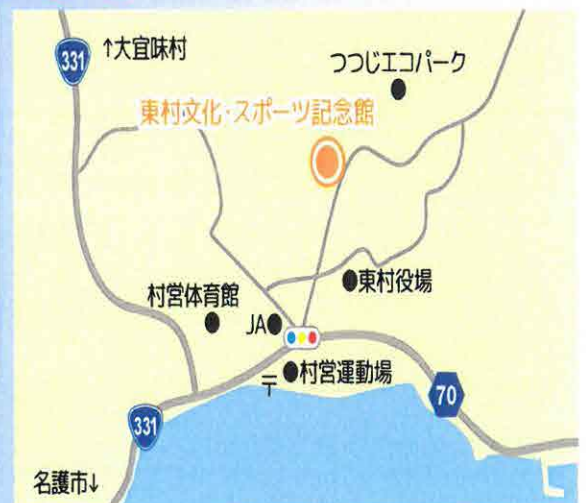 331
↑大宜味村
つつじエコパーク
東村文化・スポーツ記念館
東村役場
村営体育館
JA
〒
村営運動場
70
331
名護市↓